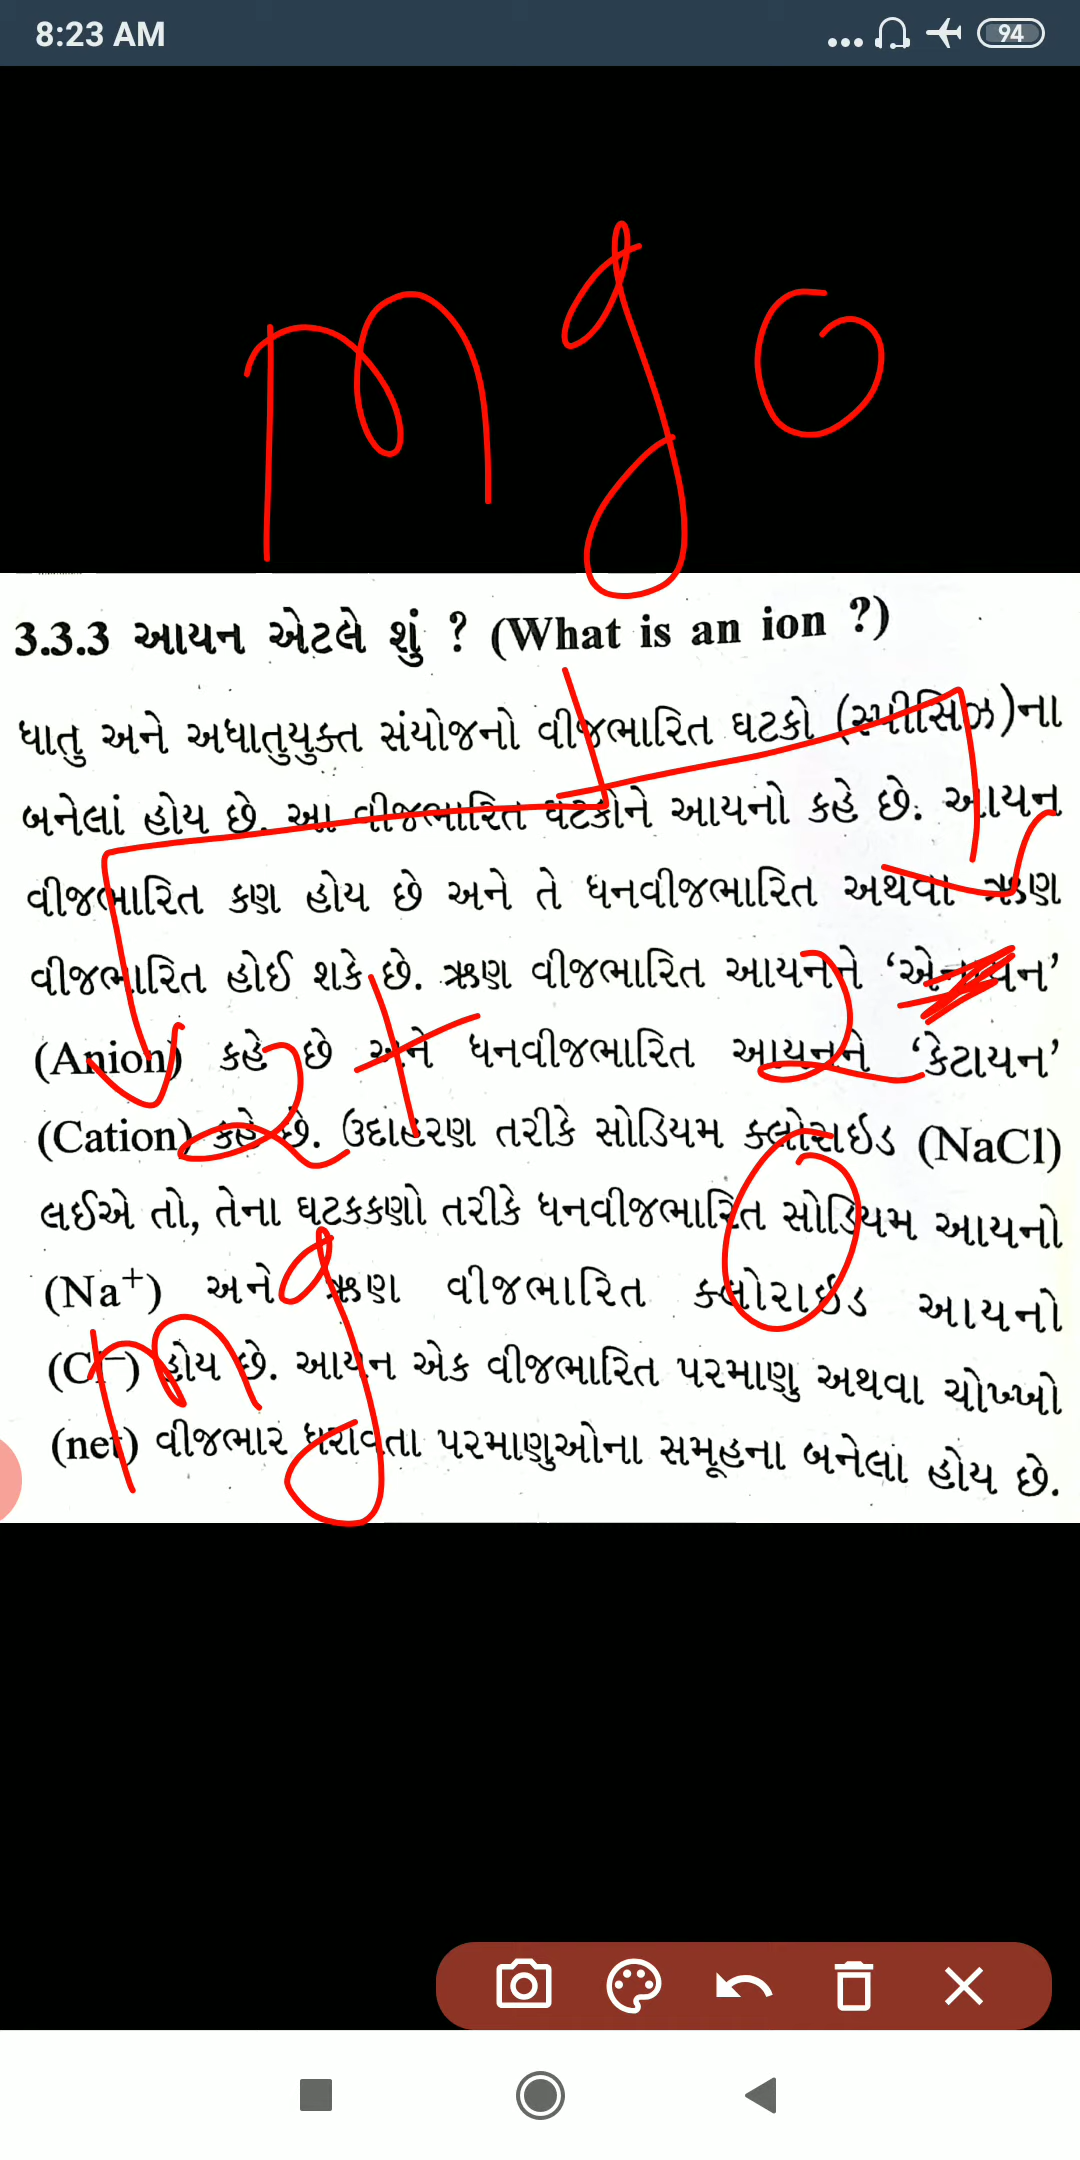 8:23 AM
94
mgo
3.3.3 આયન એટલે શું ? (What is an ion ?)
ધાતુ અને અધાતુયુક્ત સંયોજનો વીજભારિત ઘટકો (સ્પીસિઝ)ના
બનેલાં હોય છે. આ વીજભારિત ઘટકોને આયનો કહે છે. આયન
વીજભારિત કણ હોય છે અને તે ધનવીજભારિત અથવા ઋણ
વીજભારિત હોઈ શકે છે. ઋણ વીજભારિત આયનને ‘એનાયન’
(Anion) કહે છે અને ધનવીજભારિત આયનને ‘કેટાયન’
2+ 2-
(Cation) કહે છે. ઉદાહરણ તરીકે સોડિયમ ક્લોરાઇડ (NaCl)
લઈએ તો, તેના ઘટકકણો તરીકે ધનવીજભારિત સોડિયમ આયનો
(Na⁺) અને ઋણ વીજભારિત ક્લોરાઈડ આયનો
mg o
(Cl⁻) હોય છે. આયન એક વીજભારિત પરમાણુ અથવા ચોખ્ખો
(net) વીજભાર ધરાવતા પરમાણુઓના સમૂહના બનેલાં હોય છે.